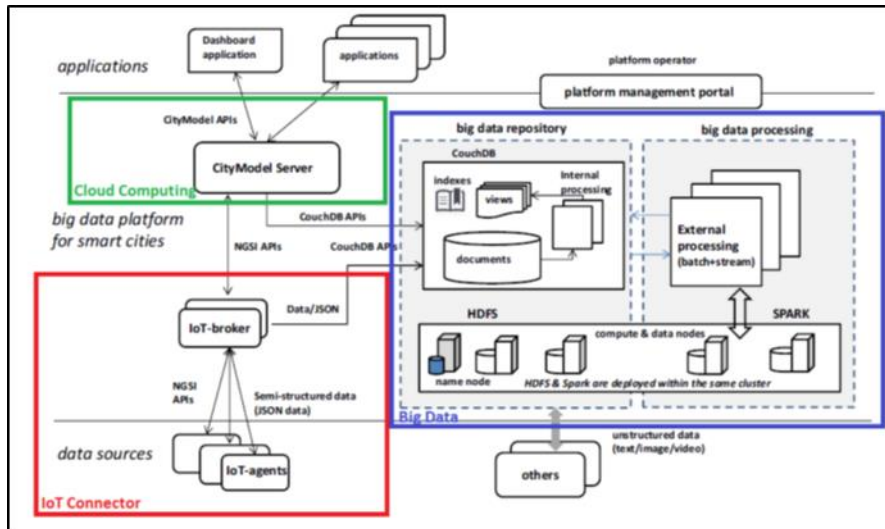 Dashboard
application
applications
applications
platform operator
platform management portal
CityModel APIs
CityModel Server
Cloud Computing
big data platform
for smart cities
NGSI APIs
CouchDB APIs
CouchDB APIs
Data/JSON
IoT-broker
NGSI
APIs
Semi-structured data
(JSON data)
data sources
IoT-agents
IoT Connector
big data repository
big data processing
CouchDB
indexes
views
Internal
processing
documents
External
processing
(batch+stream)
HDFS
SPARK
compute & data nodes
name node
HDFS & Spark are deployed within the same cluster
Big Data
unstructured data
(text/image/video)
others